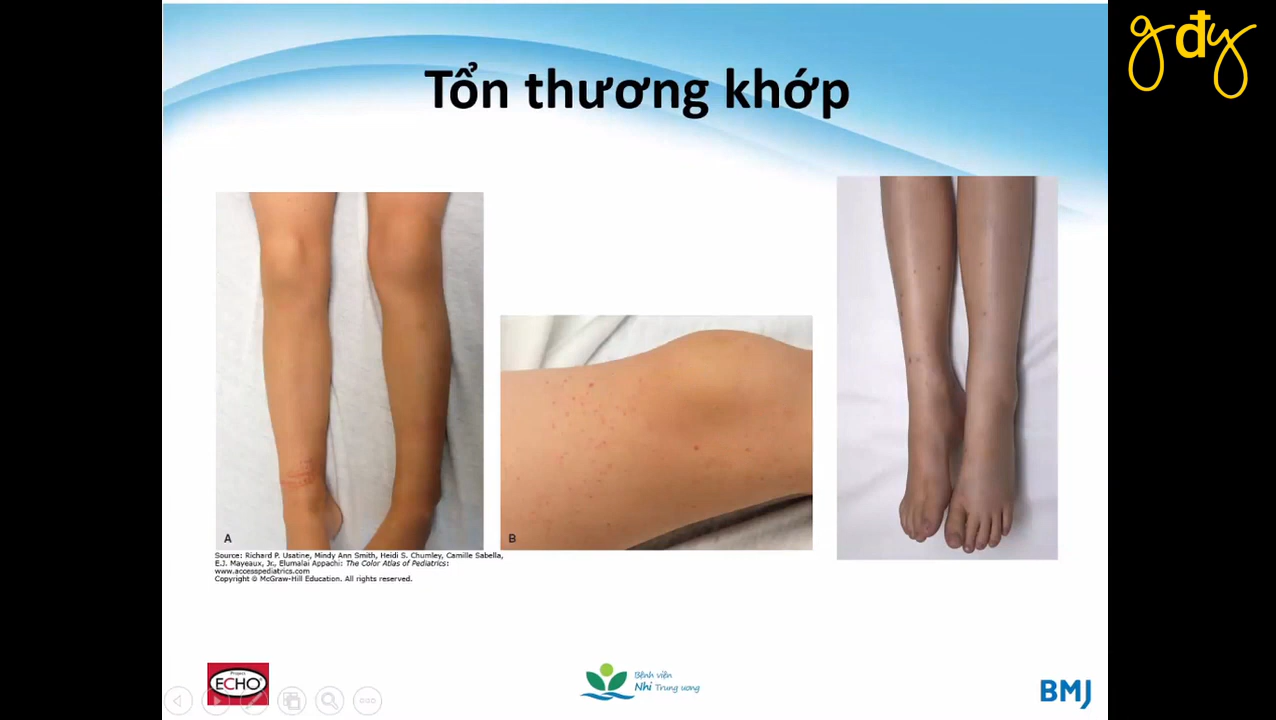 gđy
Tổn thương khớp
A
B
Source: Richard P. Usatine, Mindy Ann Smith, Heidi S. Chumley, Camille Sabella,
E.J. Mayeaux, Jr., Elumalai Appachi: The Color Atlas of Pediatrics:
www.accesspediatrics.com
Copyright © McGraw-Hill Education. All rights reserved.
Project
ECHO
Bệnh viện
Nhi Trung ương
BMJ